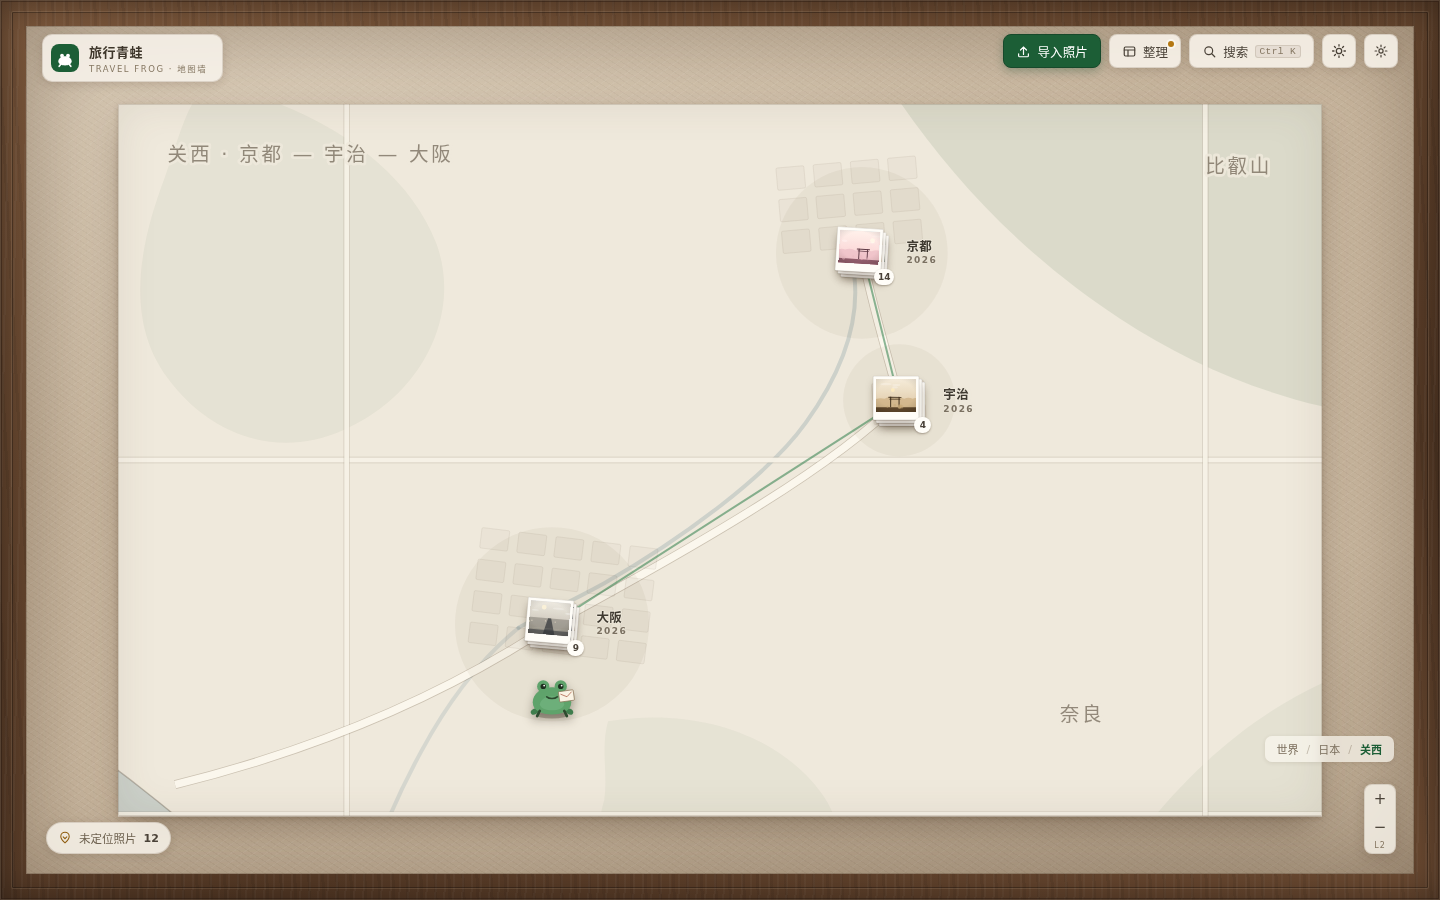 旅行青蛙
TRAVEL FROG · 地图墙
导入照片
整理
搜索 Ctrl K
关西 · 京都 — 宇治 — 大阪
比叡山
京都
2026
14
宇治
2026
4
大阪
2026
9
奈良
世界 / 日本 / 关西
+
−
L2
未定位照片 12